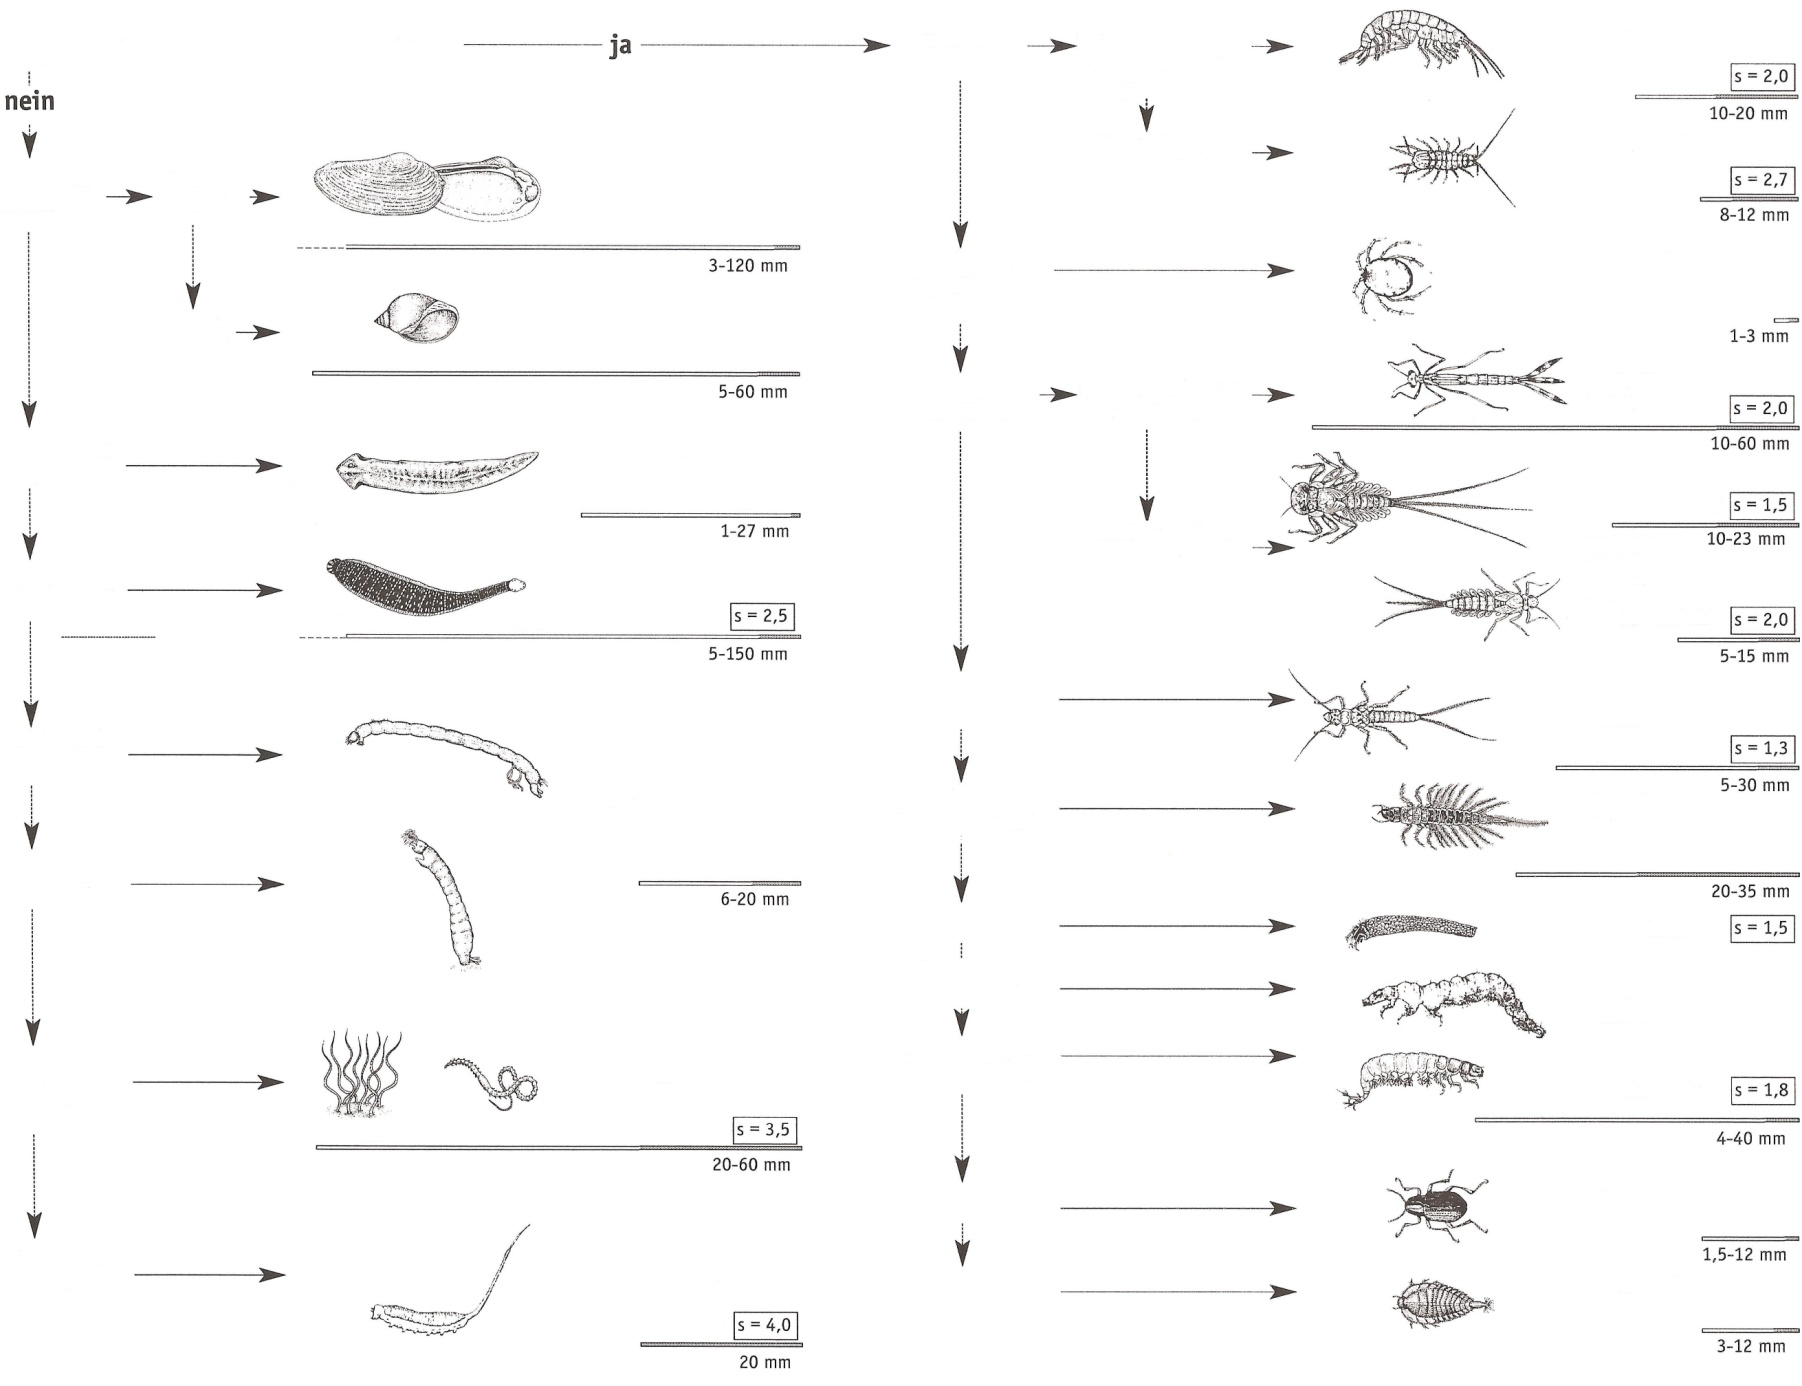 ja
nein
3-120 mm
5-60 mm
1-27 mm
s = 2,5
5-150 mm
6-20 mm
s = 3,5
20-60 mm
s = 4,0
20 mm
s = 2,0
10-20 mm
s = 2,7
8-12 mm
1-3 mm
s = 2,0
10-60 mm
s = 1,5
10-23 mm
s = 2,0
5-15 mm
s = 1,3
5-30 mm
20-35 mm
s = 1,5
s = 1,8
4-40 mm
1,5-12 mm
3-12 mm